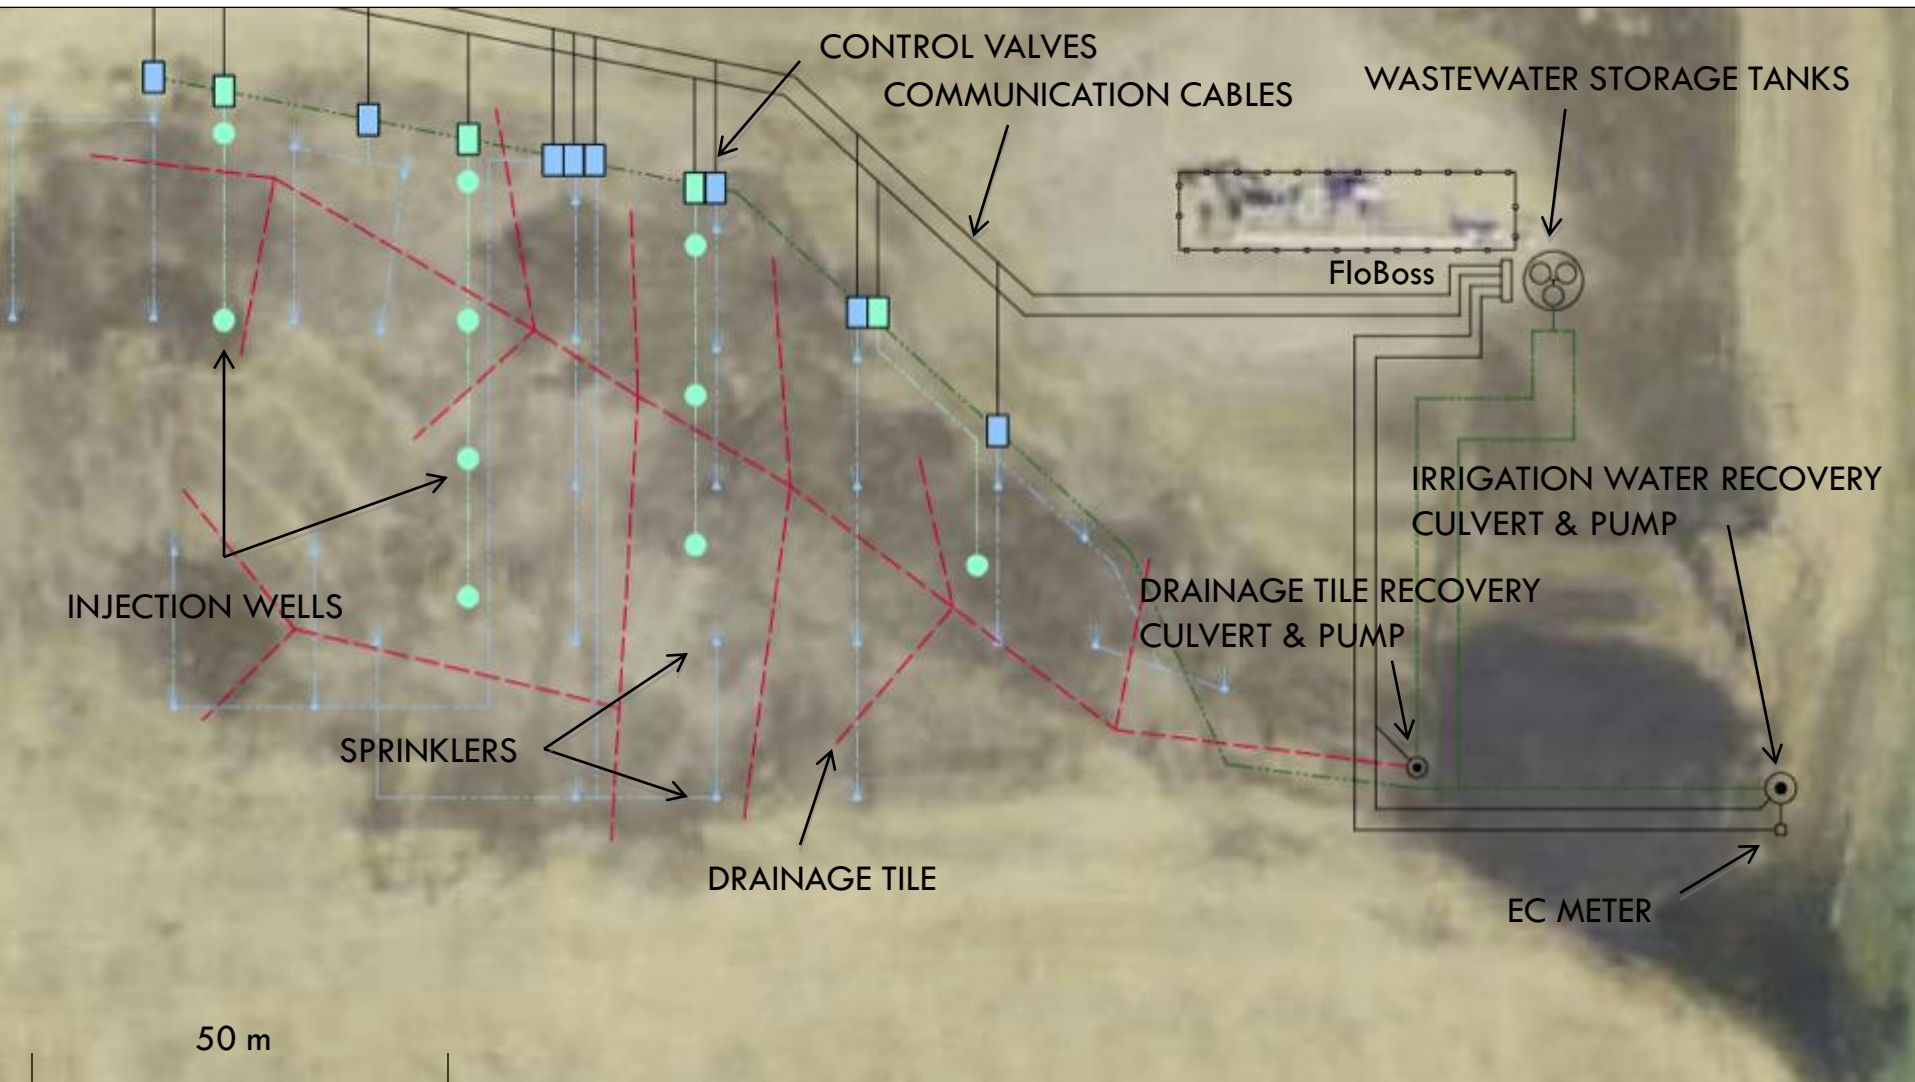 CONTROL VALVES
COMMUNICATION CABLES
WASTEWATER STORAGE TANKS
FloBoss
IRRIGATION WATER RECOVERY
CULVERT & PUMP
DRAINAGE TILE RECOVERY
CULVERT & PUMP
INJECTION WELLS
SPRINKLERS
DRAINAGE TILE
EC METER
50 m